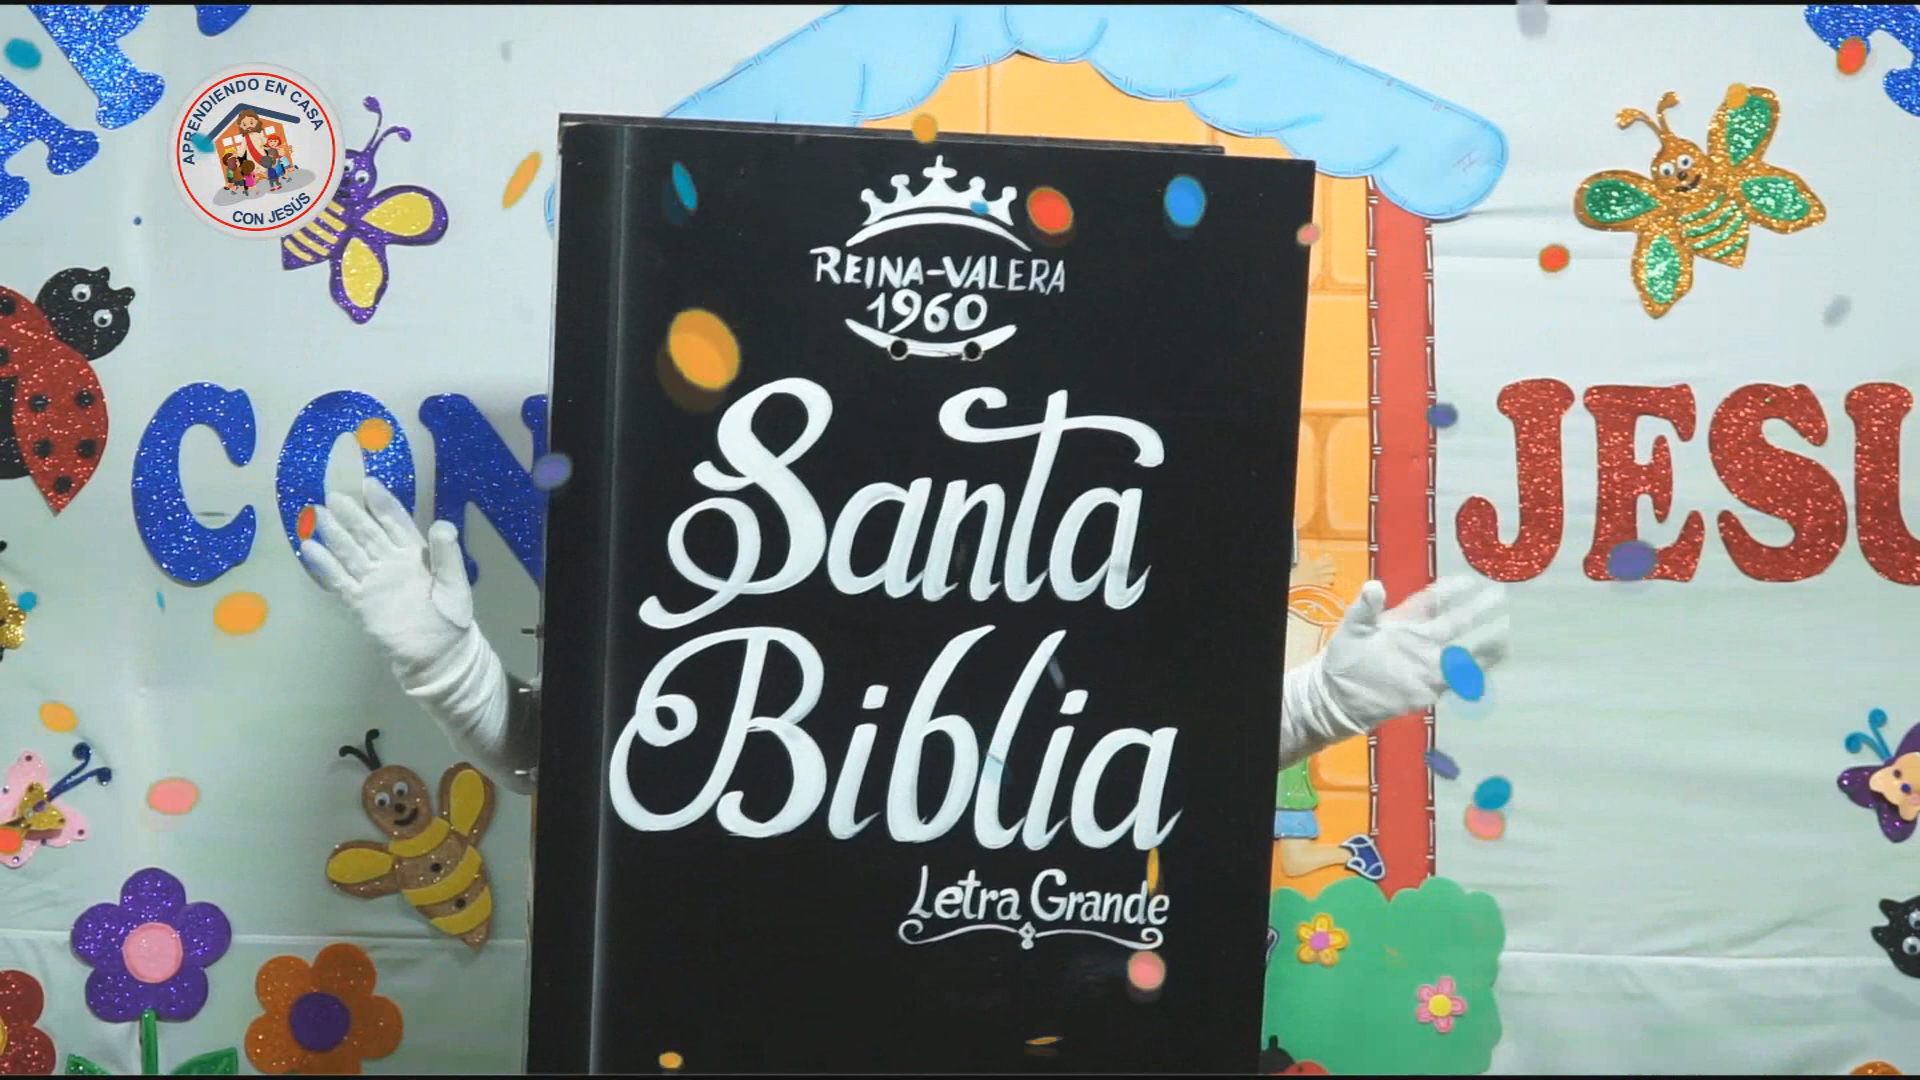 APRENDIENDO EN CASA
CON JESÚS
REINA-VALERA
1960
CON
JESU
Santa
Biblia
Letra Grande